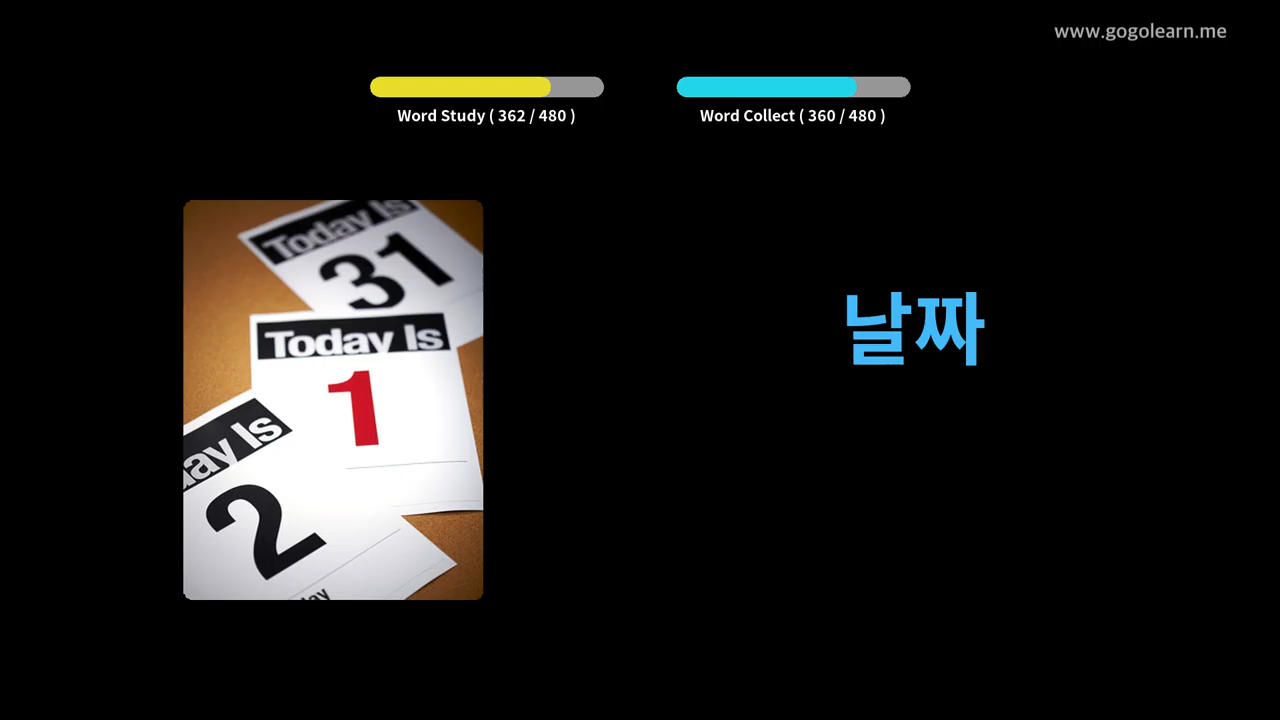 www.gogolearn.me
Word Study ( 362 / 480 )
Word Collect ( 360 / 480 )
Today Is
31
Today Is
1
ay Is
2
날짜